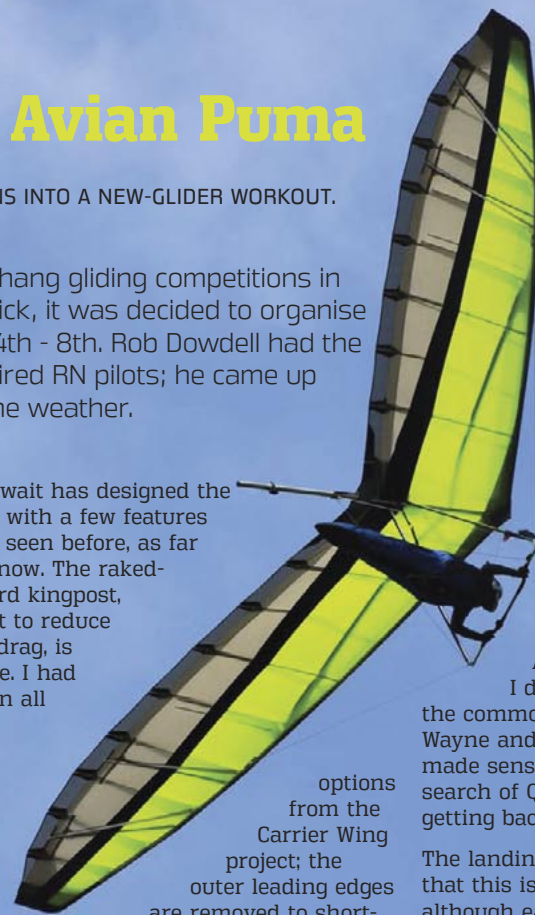 Avian Puma
INTO A NEW-GLIDER WORKOUT.
hang gliding competitions in
ick, it was decided to organise
4th - 8th. Rob Dowdell had the
ired RN pilots; he came up
ne weather.
wait has designed the
with a few features
seen before, as far
now. The raked-
rd kingpost,
t to reduce
drag, is
e. I had
n all
options
from the
Carrier Wing
project; the
outer leading edges
are removed to short-
I d
the commo
Wayne and
made sens
search of Q
getting bac
The landin
that this is
although e